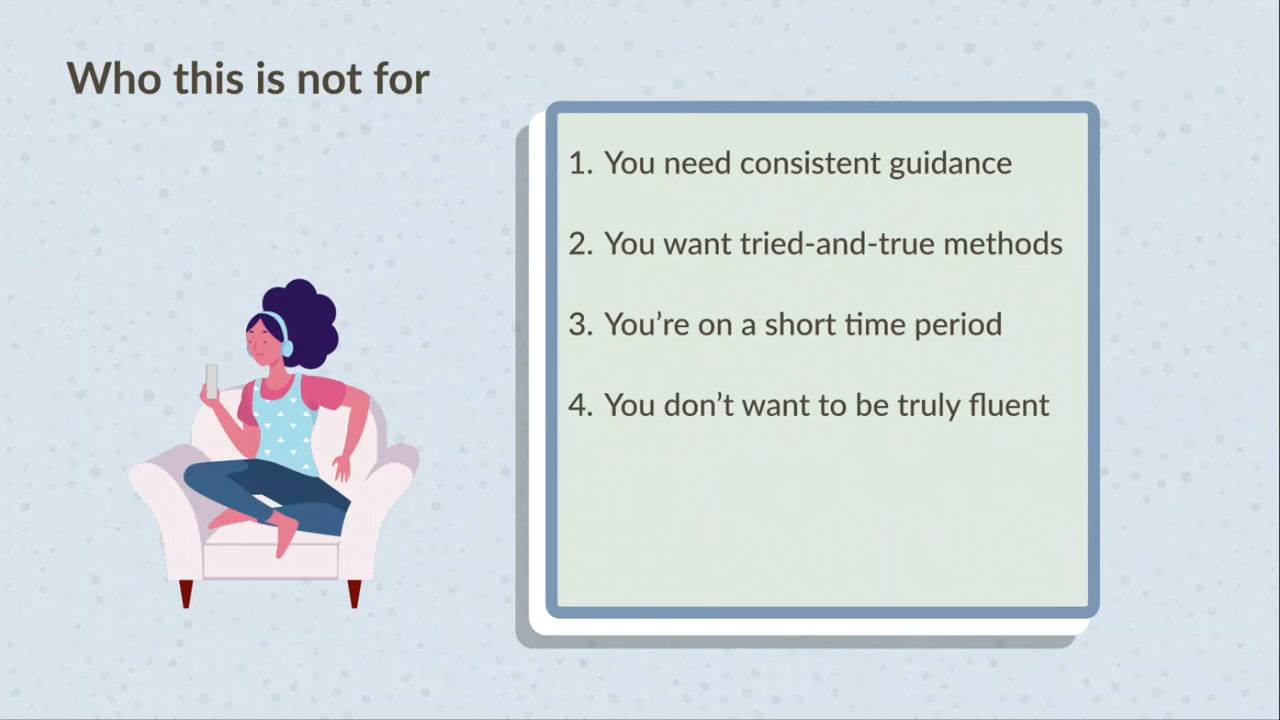 Who this is not for
1. You need consistent guidance
2. You want tried-and-true methods
3. You’re on a short time period
4. You don’t want to be truly fluent